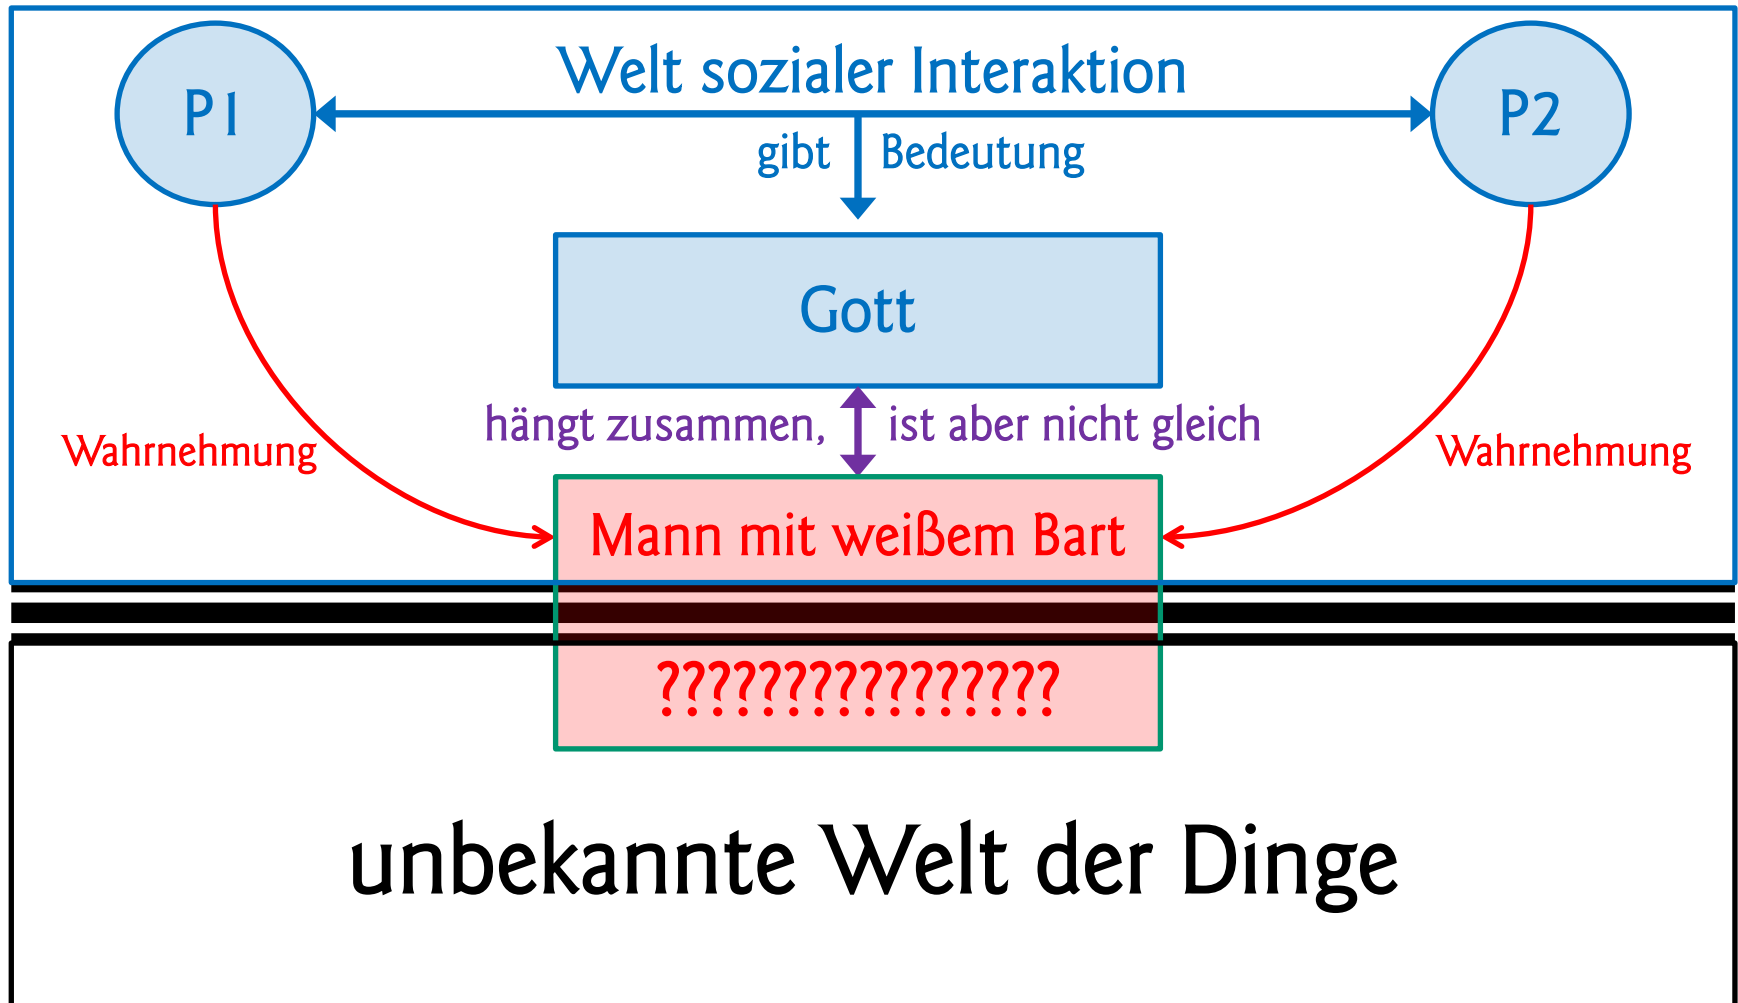 P1
Welt sozialer Interaktion
P2
gibt Bedeutung
Gott
hängt zusammen, ist aber nicht gleich
Wahrnehmung
Wahrnehmung
Mann mit weißem Bart
????????????????
unbekannte Welt der Dinge